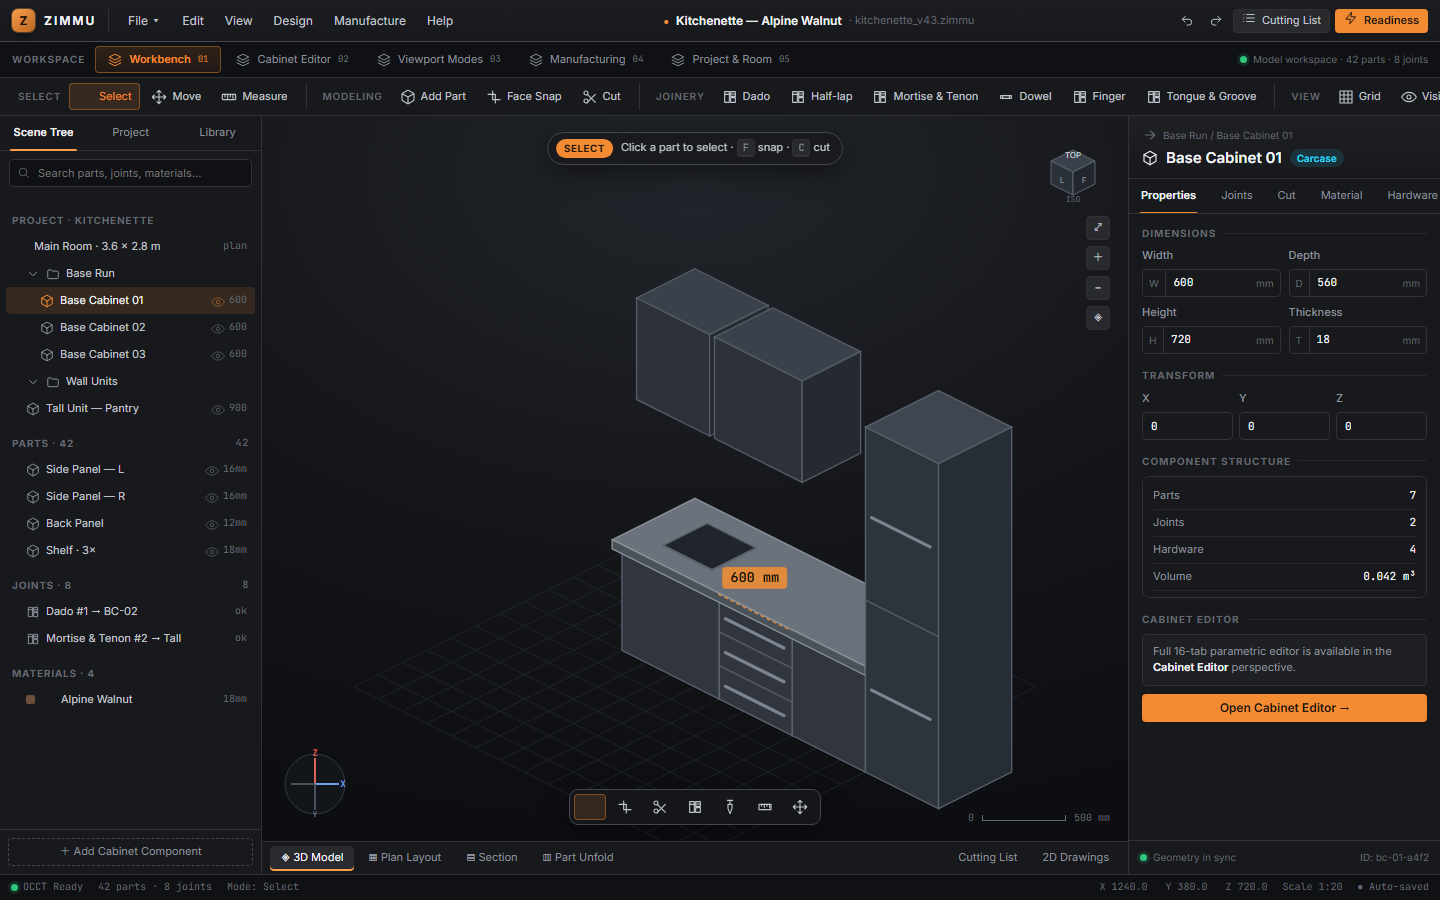 Z ZIMMU File Edit View Design Manufacture Help
Kitchenette — Alpine Walnut · kitchenette_v43.zimmu
Cutting List Readiness
WORKSPACE Workbench 01 Cabinet Editor 02 Viewport Modes 03 Manufacturing 04 Project & Room 05
Model workspace · 42 parts · 8 joints
SELECT Select Move Measure MODELING Add Part Face Snap Cut JOINERY Dado Half-lap Mortise & Tenon Dowel Finger Tongue & Groove VIEW Grid Visi
Scene Tree Project Library
Search parts, joints, materials...
PROJECT · KITCHENETTE
Main Room · 3.6 × 2.8 m plan
Base Run
Base Cabinet 01 600
Base Cabinet 02 600
Base Cabinet 03 600
Wall Units
Tall Unit — Pantry 900
PARTS · 42 42
Side Panel — L 16mm
Side Panel — R 16mm
Back Panel 12mm
Shelf · 3× 18mm
JOINTS · 8 8
Dado #1 → BC-02 ok
Mortise & Tenon #2 → Tall ok
MATERIALS · 4
Alpine Walnut 18mm
+ Add Cabinet Component
SELECT Click a part to select · F snap · C cut
TOP
L F
ISO
600 mm
Z
X
Y
0 500 mm
3D Model Plan Layout Section Part Unfold Cutting List 2D Drawings
Base Run / Base Cabinet 01
Base Cabinet 01 Carcase
Properties Joints Cut Material Hardware
DIMENSIONS
Width Depth
W 600 mm D 560 mm
Height Thickness
H 720 mm T 18 mm
TRANSFORM
X Y Z
0 0 0
COMPONENT STRUCTURE
Parts 7
Joints 2
Hardware 4
Volume 0.042 m³
CABINET EDITOR
Full 16-tab parametric editor is available in the
Cabinet Editor perspective.
Open Cabinet Editor →
Geometry in sync ID: bc-01-a4f2
OCCT Ready 42 parts · 8 joints Mode: Select
X 1240.0 Y 380.0 Z 720.0 Scale 1:20 ● Auto-saved